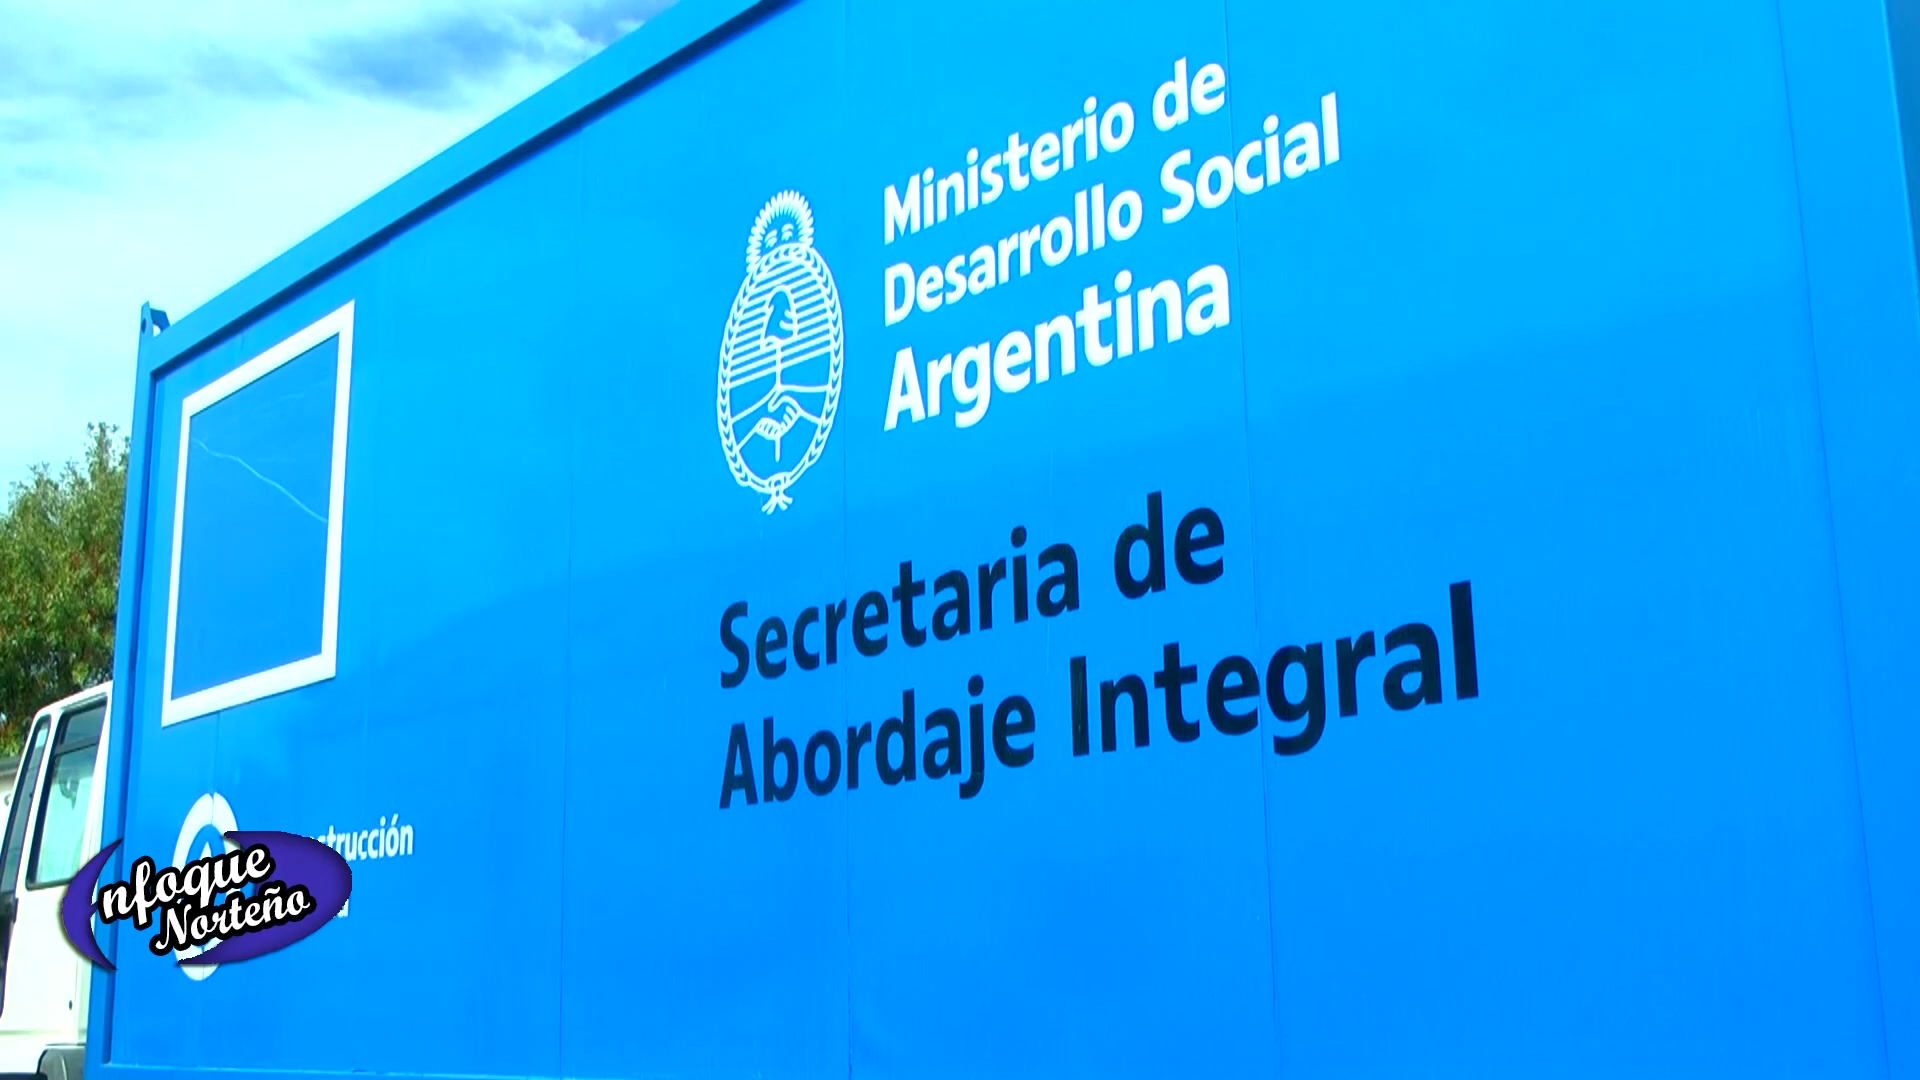 Ministerio de
Desarrollo Social
Argentina
Secretaria de
Abordaje Integral
nfoque
Norteño